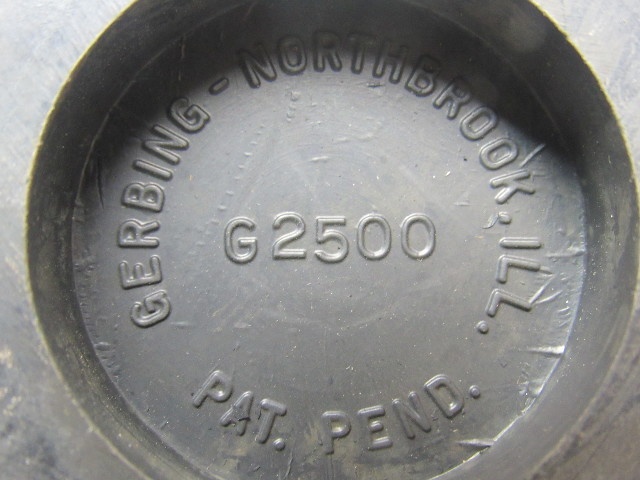 GERBING - NORTHBROOK, ILL.
G2500
PAT. PEND.